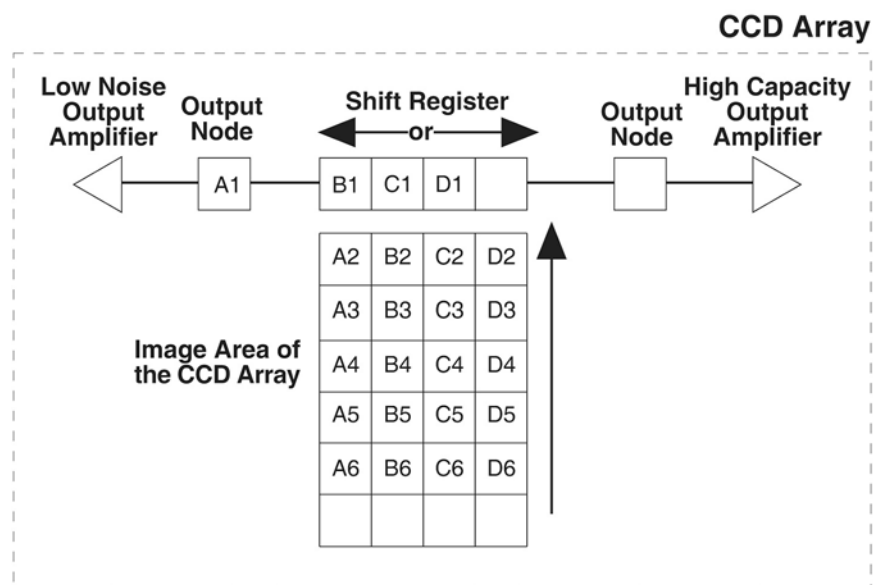 CCD Array
Low Noise
Output
Amplifier
Output
Node
Shift Register
or
Output
Node
High Capacity
Output
Amplifier
A1
B1 C1 D1
A2 B2 C2 D2
A3 B3 C3 D3
Image Area of
the CCD Array
A4 B4 C4 D4
A5 B5 C5 D5
A6 B6 C6 D6